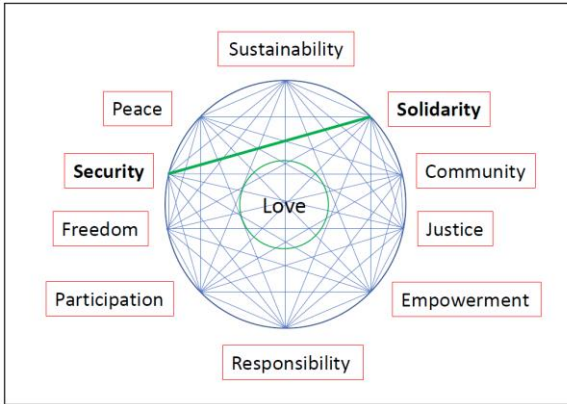 Sustainability
Peace
Solidarity
Security
Community
Love
Freedom
Justice
Participation
Empowerment
Responsibility